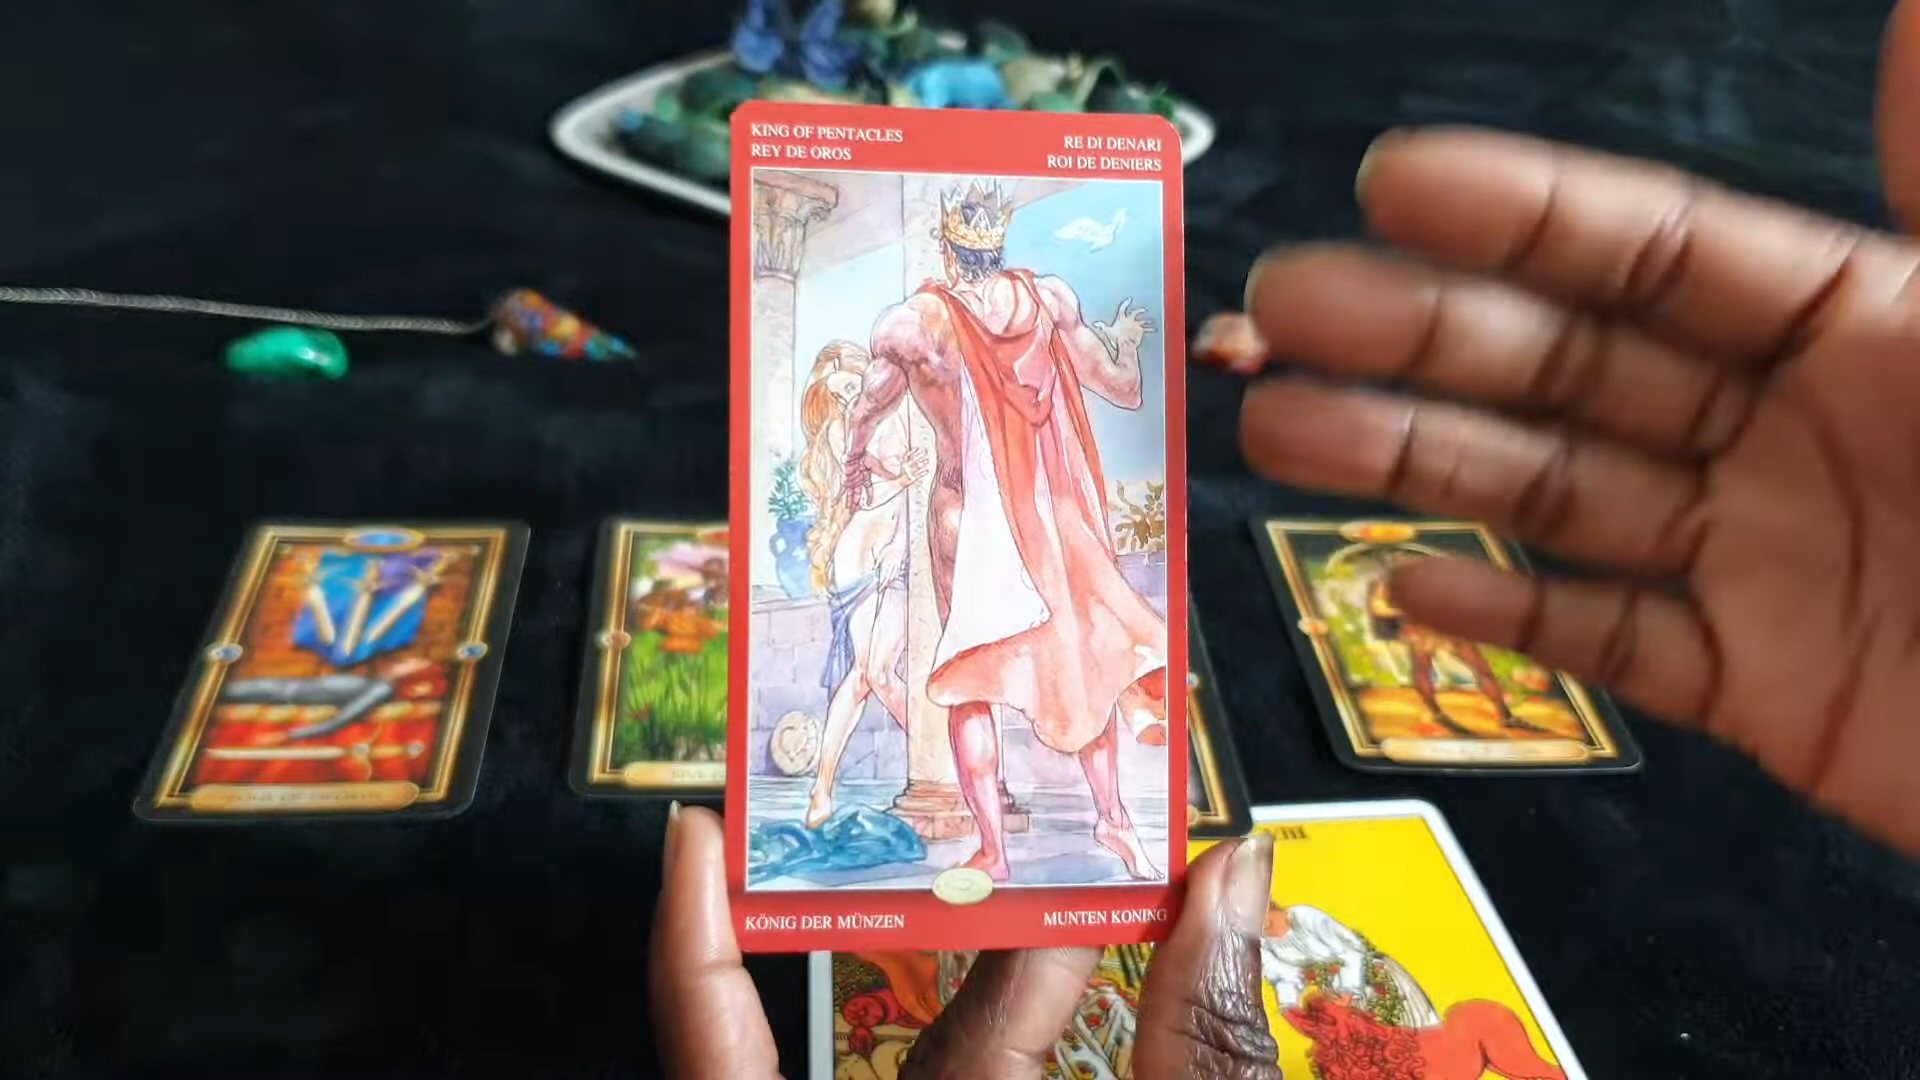 KING OF PENTACLES
REY DE OROS
RE DI DENARI
ROI DE DENIERS
KÖNIG DER MÜNZEN
MUNTEN KONING